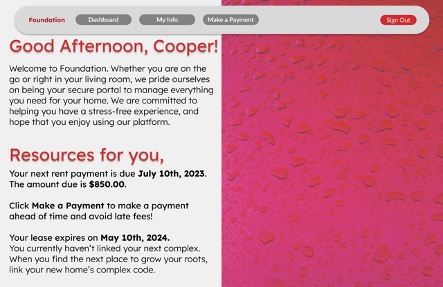 Foundation Dashboard My Info Make a Payment Sign Out
Good Afternoon, Cooper!
Welcome to Foundation. Whether you are on the
go or right in your living room, we pride ourselves
on being your secure portal to manage everything
you need for your home. We are committed to
helping you have a stress-free experience, and
hope that you enjoy using our platform.
Resources for you,
Your next rent payment is due July 10th, 2023.
The amount due is $850.00.
Click Make a Payment to make a payment
ahead of time and avoid late fees!
Your lease expires on May 10th, 2024.
You currently haven't linked your next complex.
When you find the next place to grow your roots,
link your new home's complex code.